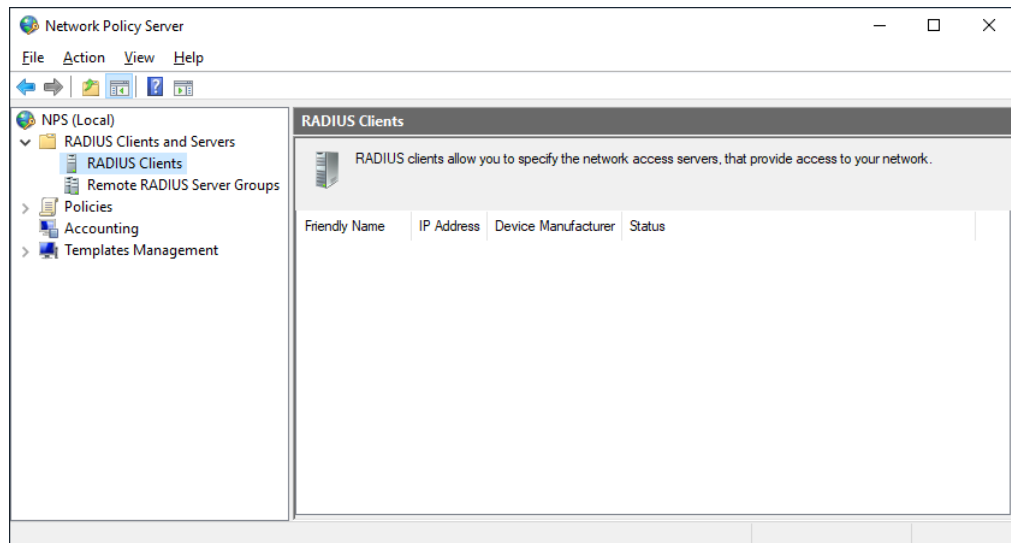 Network Policy Server
File Action View Help
NPS (Local)
RADIUS Clients and Servers
RADIUS Clients
Remote RADIUS Server Groups
Policies
Accounting
Templates Management
RADIUS Clients
RADIUS clients allow you to specify the network access servers, that provide access to your network.
Friendly Name IP Address Device Manufacturer Status